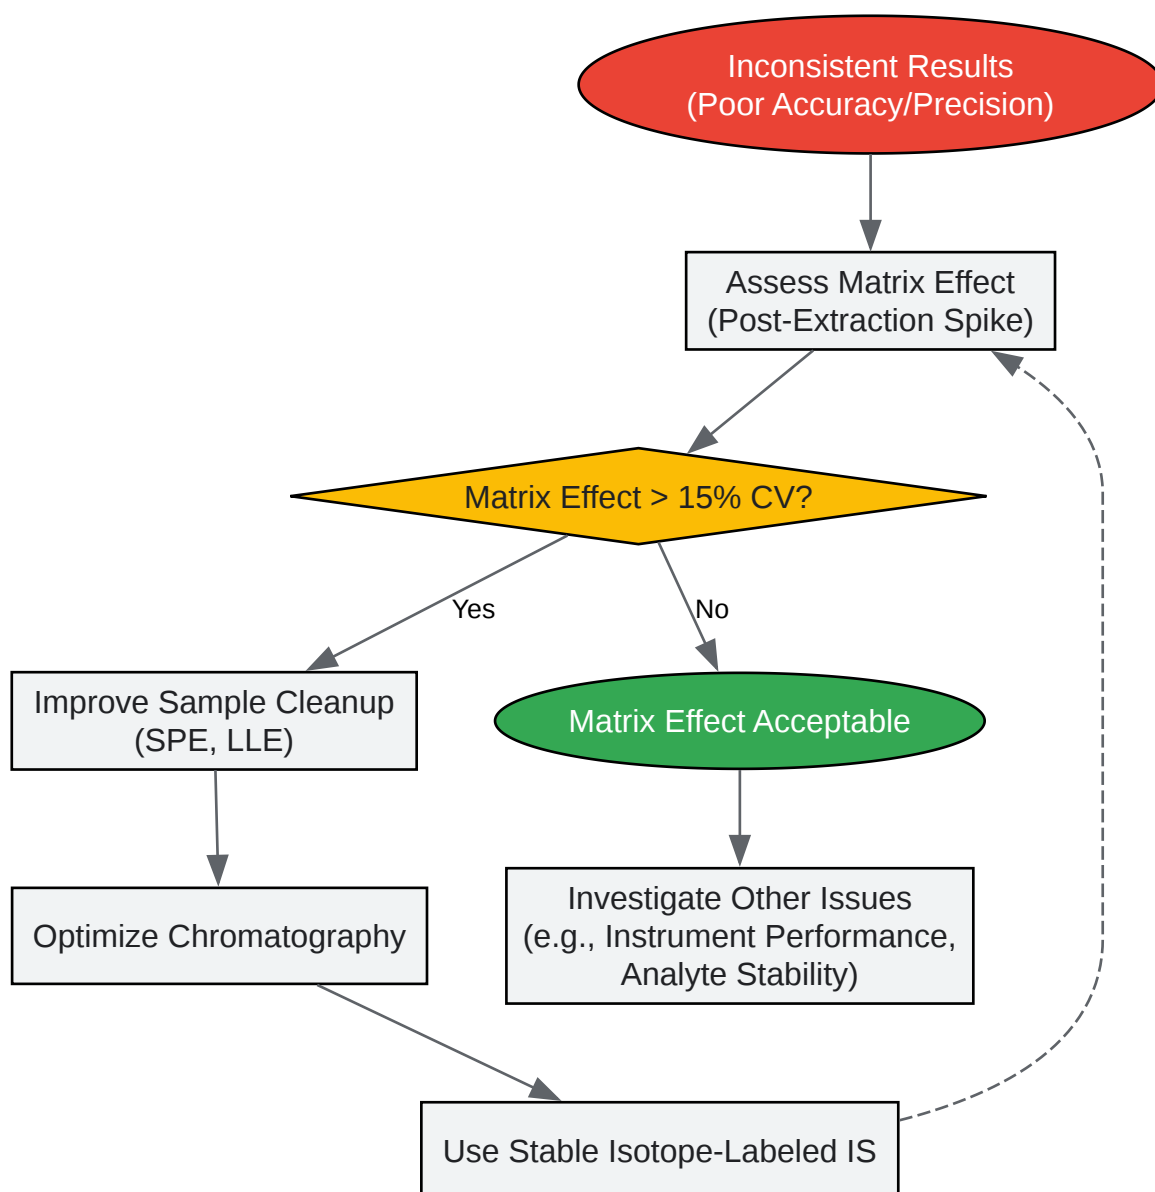 Inconsistent Results
(Poor Accuracy/Precision)
Assess Matrix Effect
(Post-Extraction Spike)
Matrix Effect > 15% CV?
Yes
No
Improve Sample Cleanup
(SPE, LLE)
Matrix Effect Acceptable
Optimize Chromatography
Investigate Other Issues
(e.g., Instrument Performance,
Analyte Stability)
Use Stable Isotope-Labeled IS